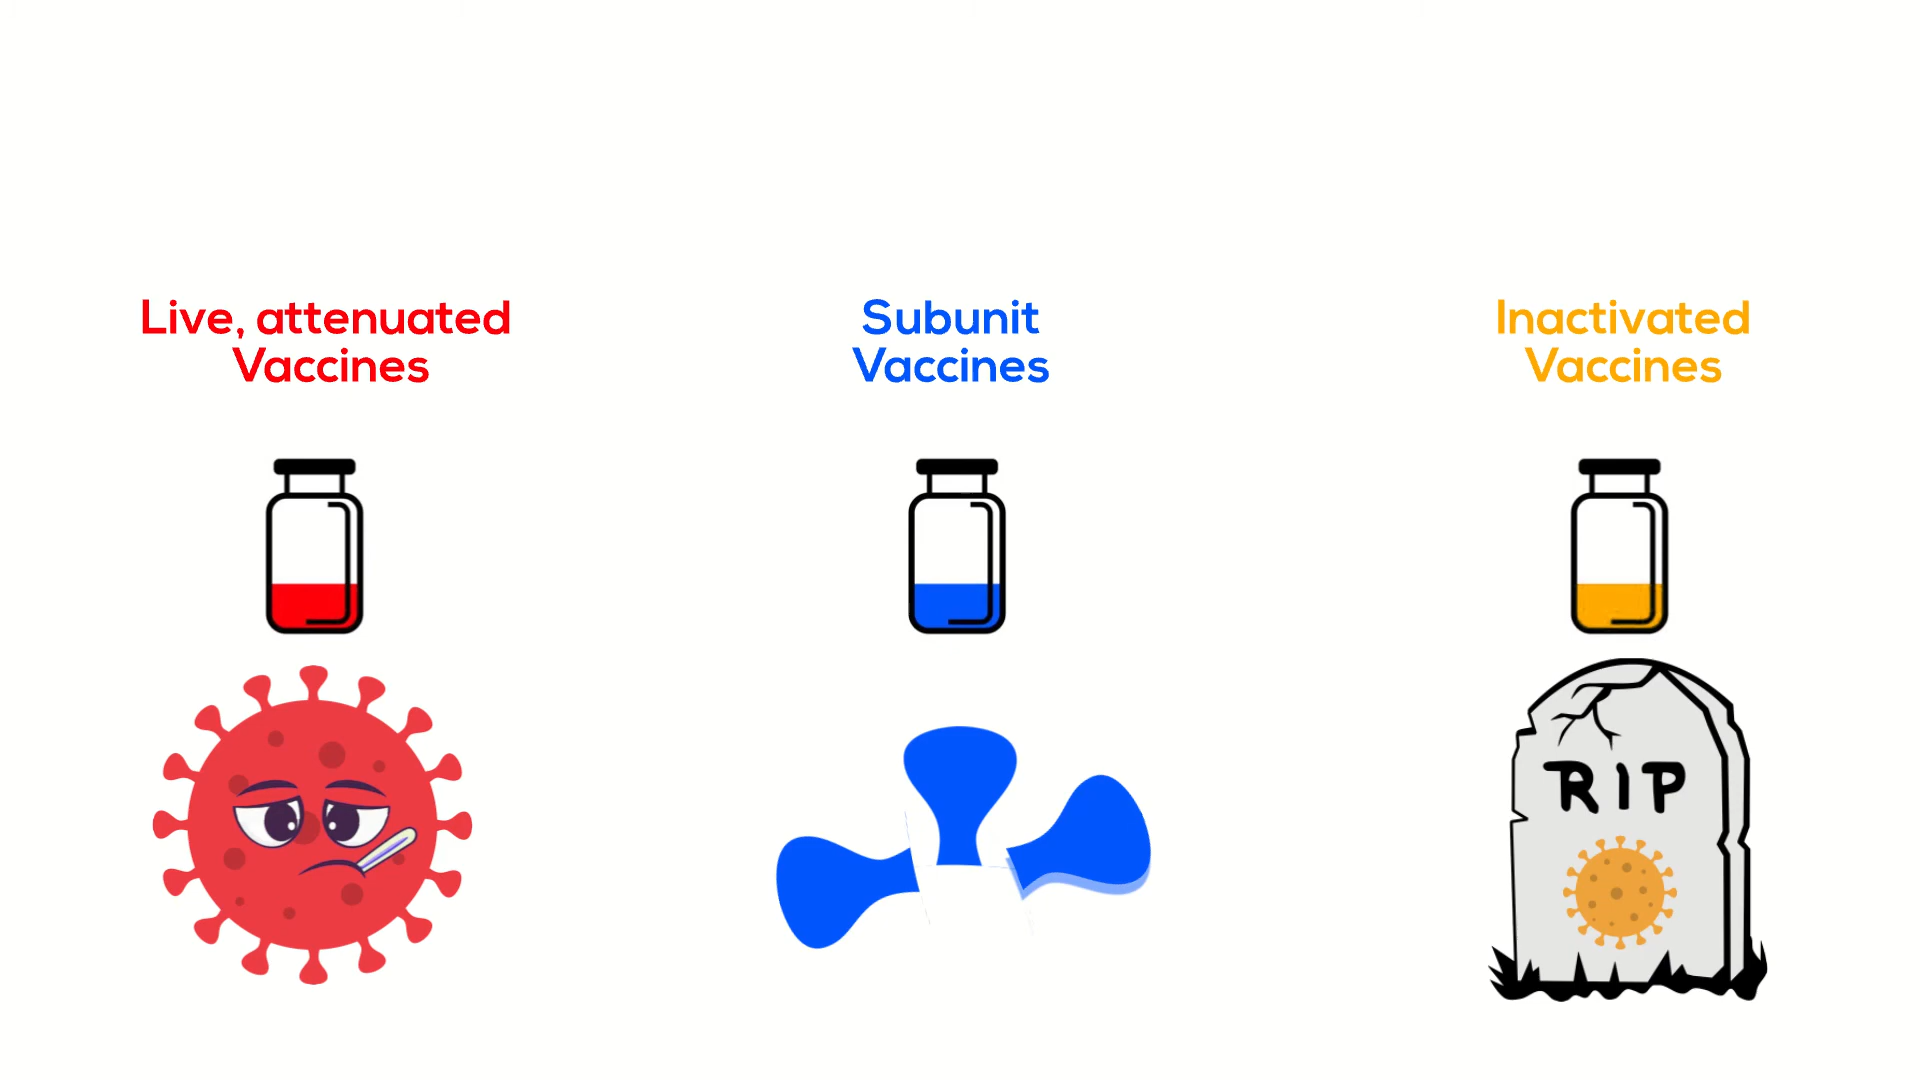 Live, attenuated
Vaccines
Subunit
Vaccines
Inactivated
Vaccines
RIP